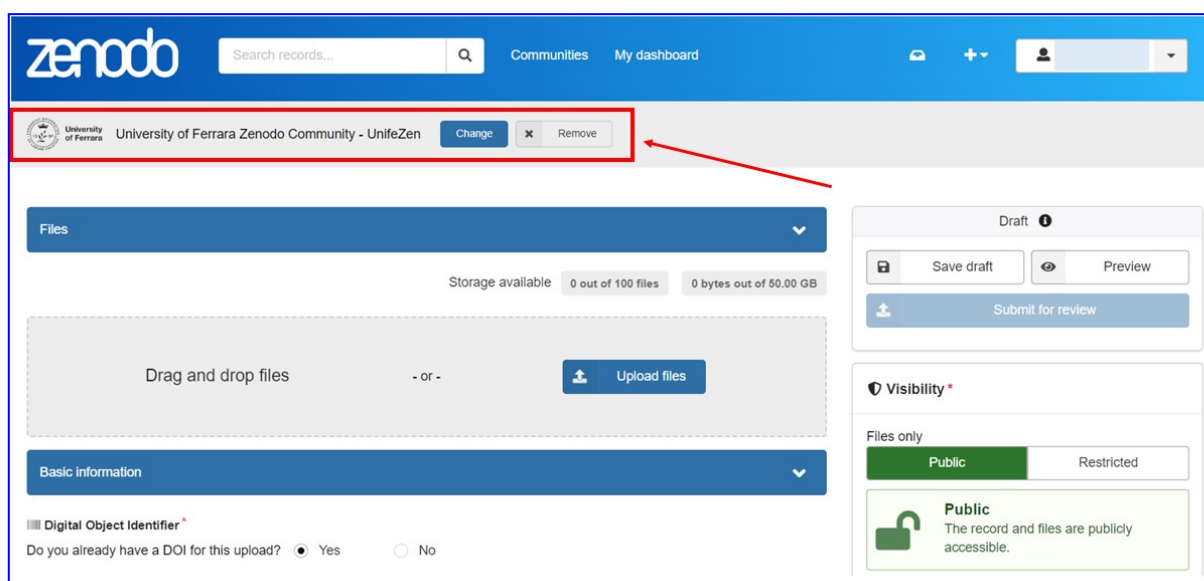 zenodo
Search records...
Communities
My dashboard
University
of Ferrara
University of Ferrara Zenodo Community - UnifeZen
Change
Remove
Files
Storage available
0 out of 100 files
0 bytes out of 50.00 GB
Drag and drop files
- or -
Upload files
Basic information
Digital Object Identifier*
Do you already have a DOI for this upload?
Yes
No
Draft
Save draft
Preview
Submit for review
Visibility*
Files only
Public
Restricted
Public
The record and files are publicly
accessible.